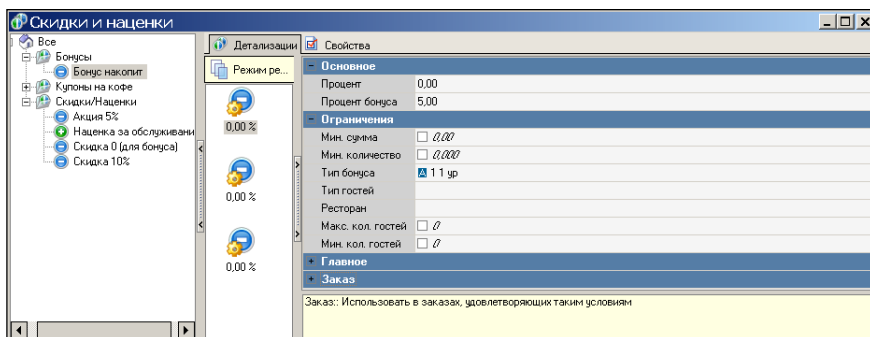 Скидки и наценки
Все
Бонусы
Бонус накопит
Купоны на кофе
Скидки/Наценки
Акция 5%
Наценка за обслуживани
Скидка 0 (для бонуса)
Скидка 10%
Детализации
Режим ре...
0,00 %
0,00 %
0,00 %
Свойства
Основное
Процент 0,00
Процент бонуса 5,00
Ограничения
Мин. сумма 0,00
Мин. количество 0,000
Тип бонуса 1 1 ур
Тип гостей
Ресторан
Макс. кол. гостей 0
Мин. кол. гостей 0
Главное
Заказ
Заказ:: Использовать в заказах, удовлетворяющих таким условиям